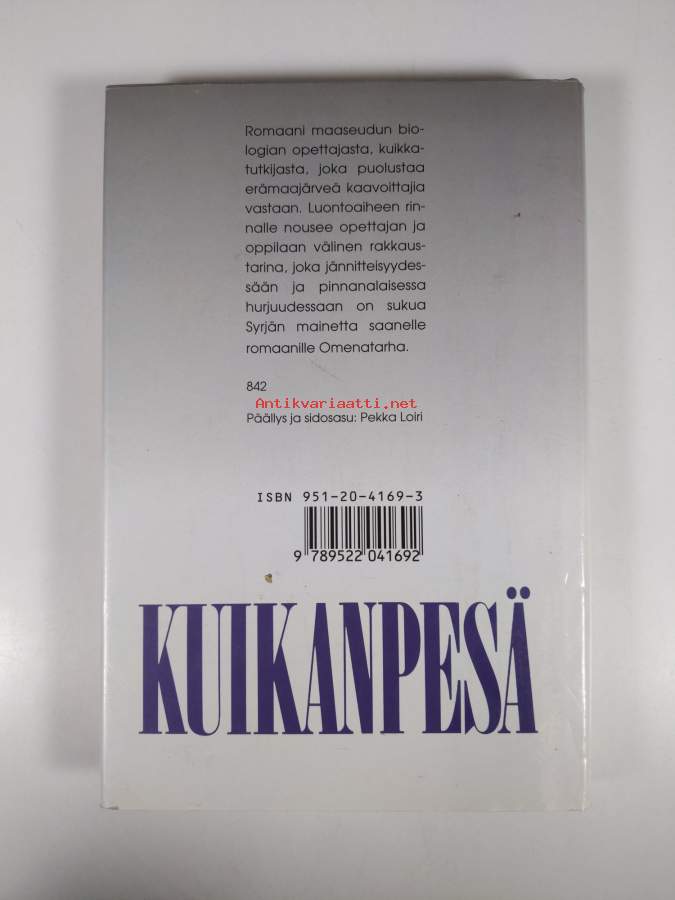 Romaani maaseudun bio-
logian opettajasta, kuikka-
tutkijasta, joka puolustaa
erämaajärveä kaavoittajia
vastaan. Luontoaiheen rin-
nalle nousee opettajan ja
oppilaan välinen rakkaus-
tarina, joka jännitteisyydes-
sään ja pinnanalaisessa
hurjuudessaan on sukua
Syrjän mainetta saanelle
romaanille Omenatarha.
842
Antikvariaatti.net
Päällys ja sidosasu: Pekka Loiri
ISBN 951-20-4169-3
9 789522 041692
KUIKANPESÄ